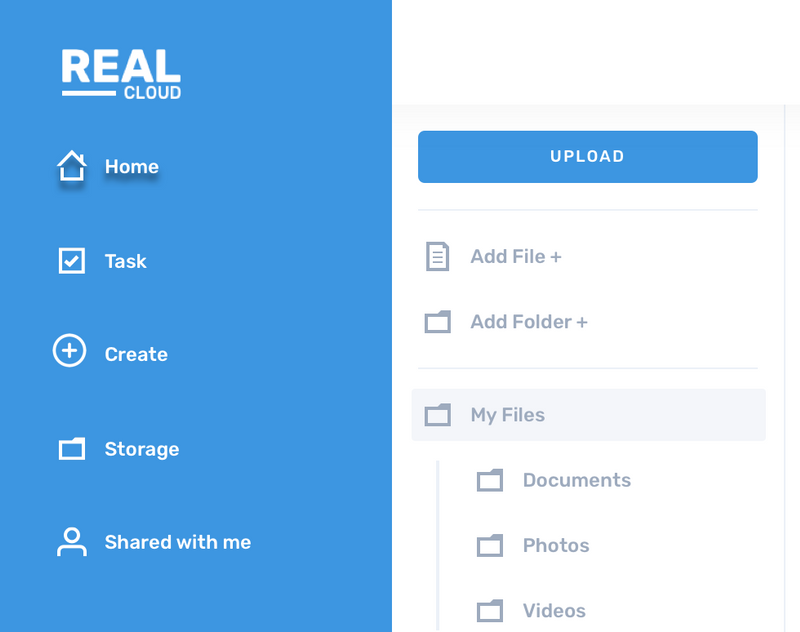 REAL
CLOUD
Home
Task
Create
Storage
Shared with me
UPLOAD
Add File +
Add Folder +
My Files
Documents
Photos
Videos